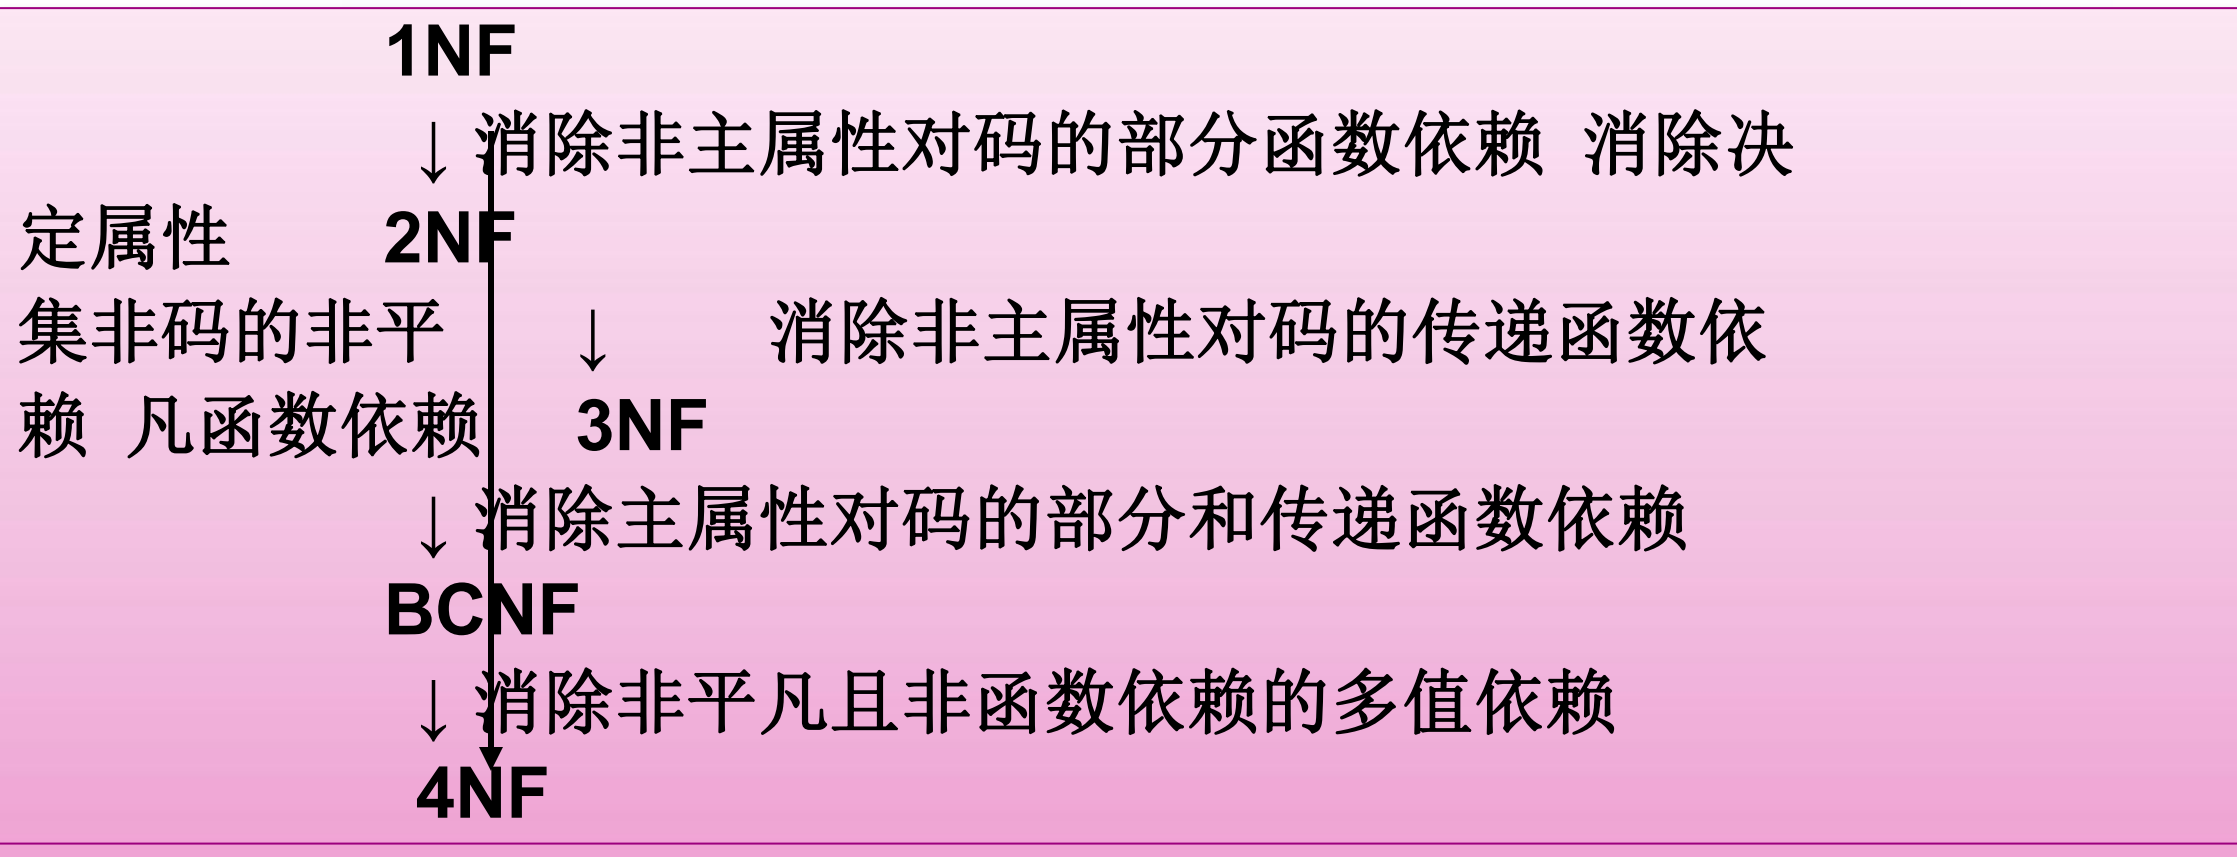 1NF
↓消除非主属性对码的部分函数依赖 消除决
定属性 2NF
集非码的非平 ↓ 消除非主属性对码的传递函数依
赖 凡函数依赖 3NF
↓消除主属性对码的部分和传递函数依赖
BCNF
↓消除非平凡且非函数依赖的多值依赖
4NF